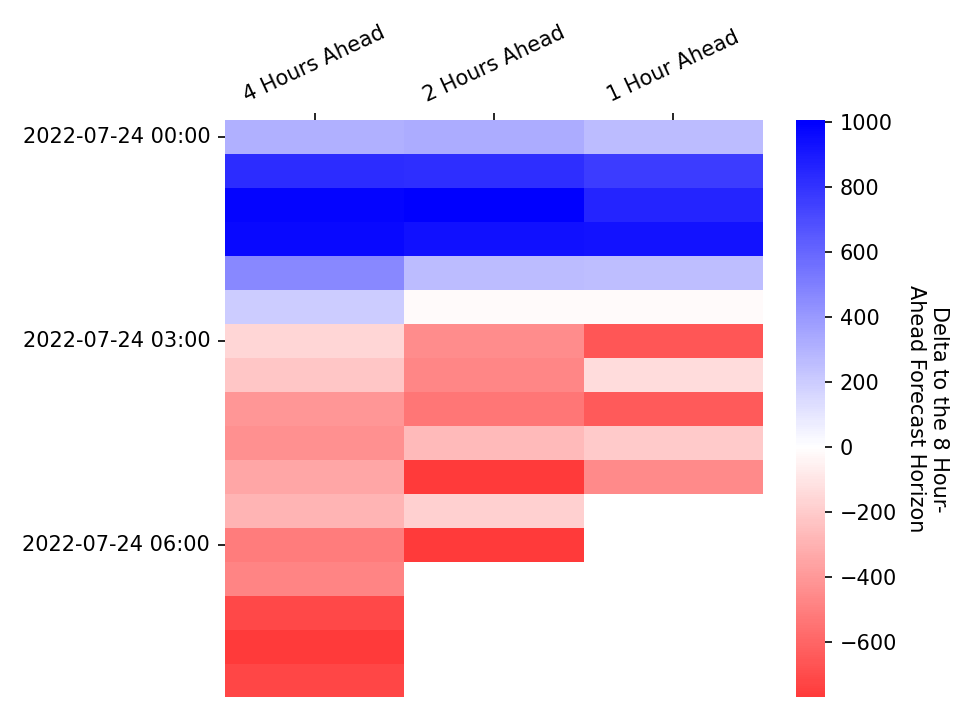 4 Hours Ahead
2 Hours Ahead
1 Hour Ahead
2022-07-24 00:00
2022-07-24 03:00
2022-07-24 06:00
1000
800
600
400
200
0
−200
−400
−600
Delta to the 8 Hour-
Ahead Forecast Horizon